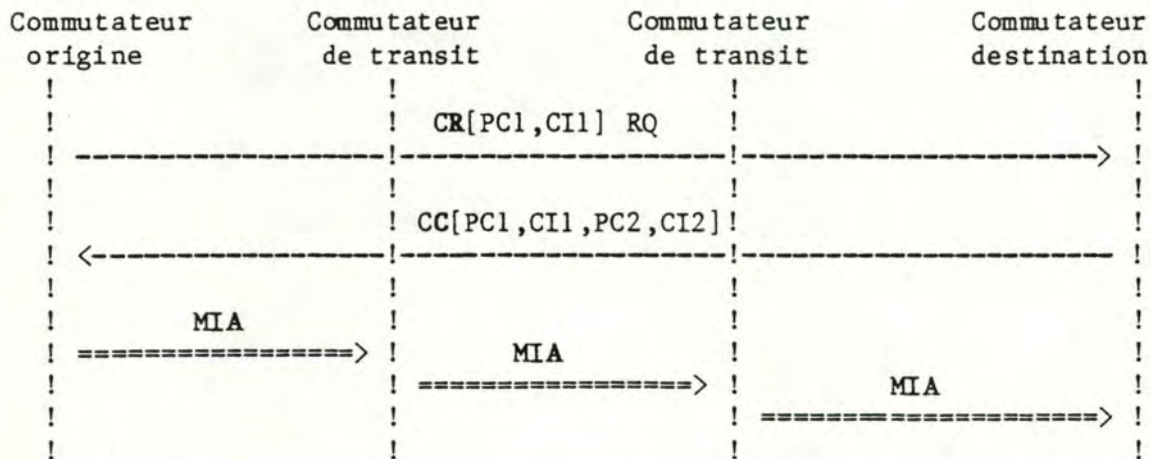 Commutateur Commutateur Commutateur Commutateur
origine de transit de transit destination
CR[PC1,CI1] RQ
CC[PC1,CI1,PC2,CI2]
MIA
MIA
MIA